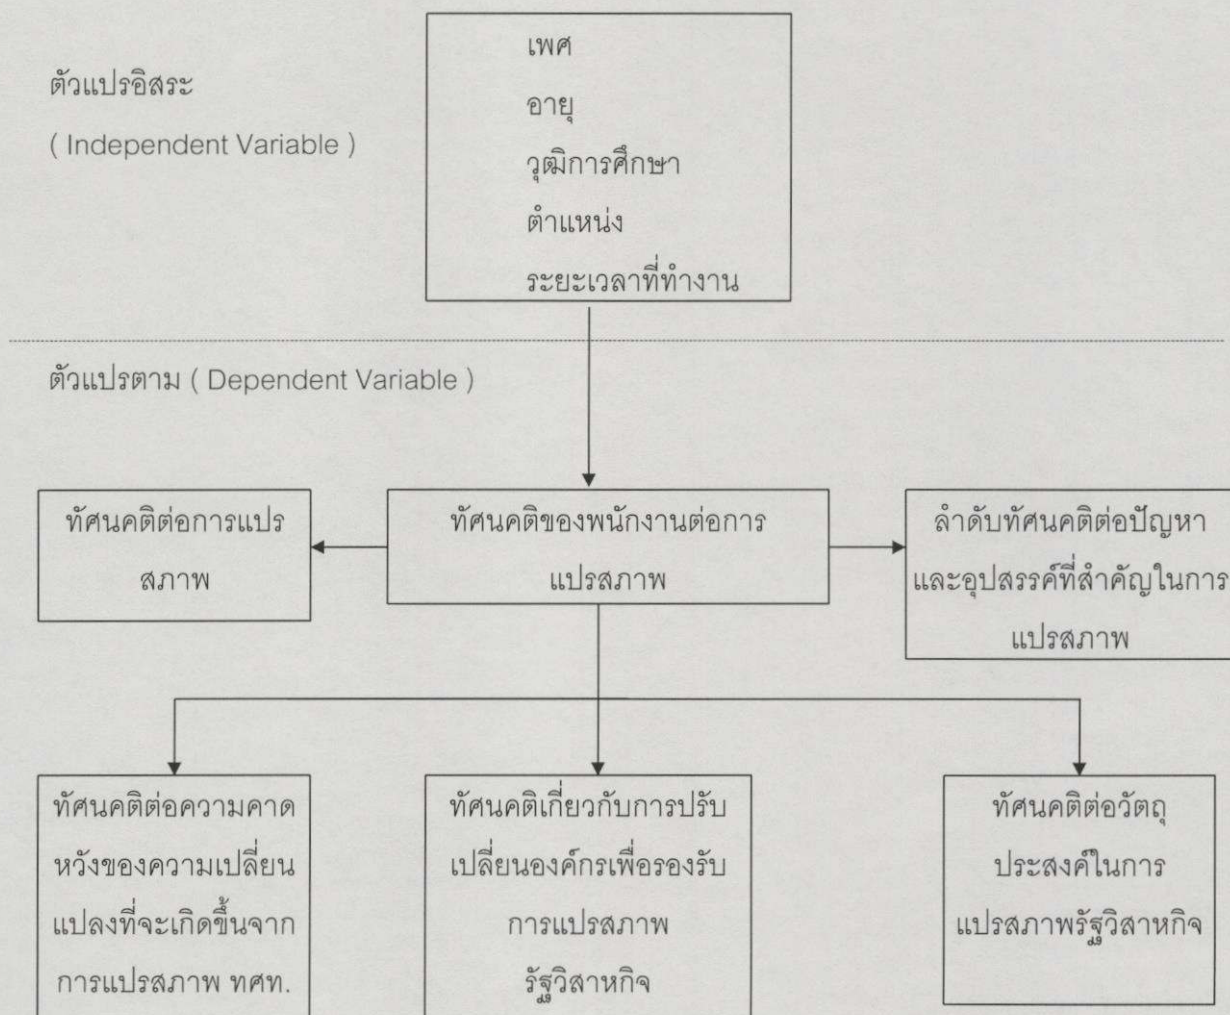 เพศ
ตัวแปรอิสระ
อายุ
( Independent Variable )
วุฒิการศึกษา
ตำแหน่ง
ระยะเวลาที่ทำงาน
ตัวแปรตาม ( Dependent Variable )
ทัศนคติต่อการแปร
สภาพ
ทัศนคติของพนักงานต่อการ
แปรสภาพ
ลำดับทัศนคติต่อปัญหา
และอุปสรรค์ที่สำคัญในการ
แปรสภาพ
ทัศนคติต่อความคาด
หวังของความเปลี่ยน
แปลงที่จะเกิดขึ้นจาก
การแปรสภาพ ทศท.
ทัศนคติเกี่ยวกับการปรับ
เปลี่ยนองค์กรเพื่อรองรับ
การแปรสภาพ
รัฐวิสาหกิจ
ทัศนคติต่อวัตถุ
ประสงค์ในการ
แปรสภาพรัฐวิสาหกิจ